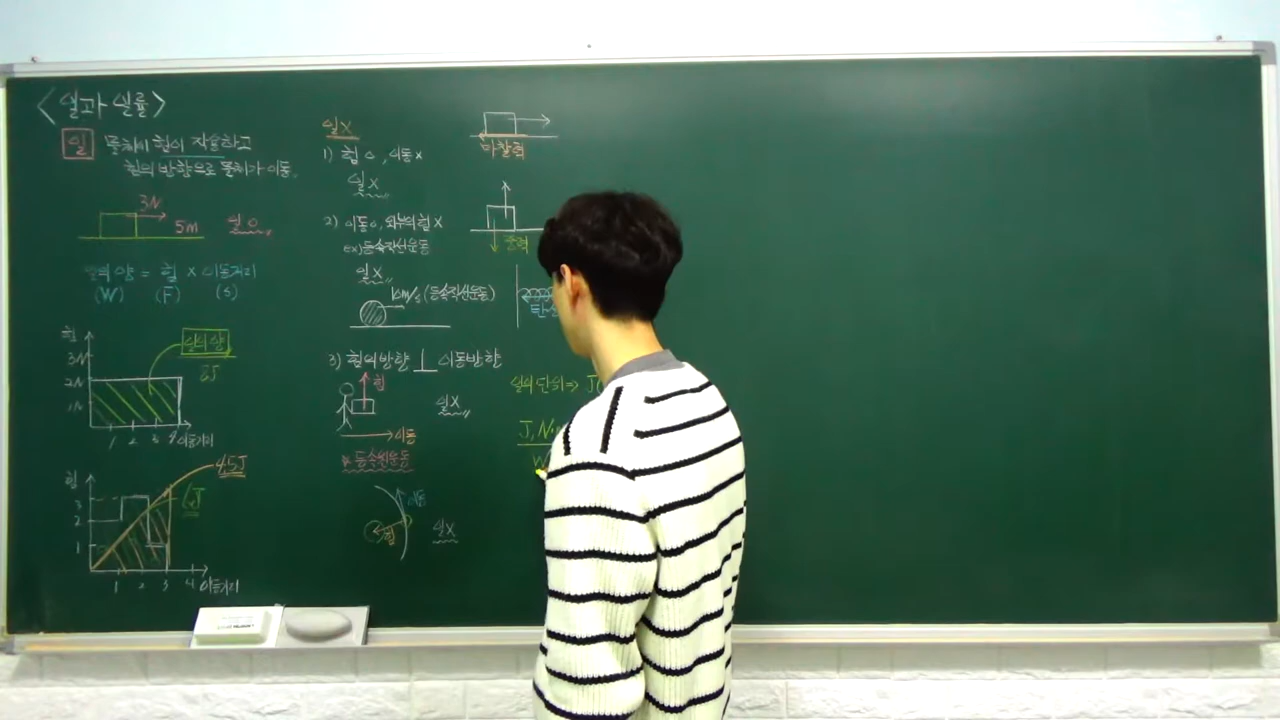 <일과 일률>
일 물체에 힘이 작용하고
힘의 방향으로 물체가 이동
3N
5m 일 O
일의 양 = 힘 × 이동거리
(W) (F) (S)
힘
3N
2N
1N
1 2 3 4 이동거리
일의 양
8J
힘
3
2
1
1 2 3 4 이동거리
4.5J
6J
일 X
1) 힘 O, 이동 X
일 X
2) 이동 O, 외부의 힘 X
ex) 등속직선운동
일 X
10m/s (등속직선운동)
3) 힘의 방향 ⊥ 이동방향
힘
이동
일 X
* 등속원운동
이동
힘
일 X
마찰력
중력
일의 단위 => J
J, N
W